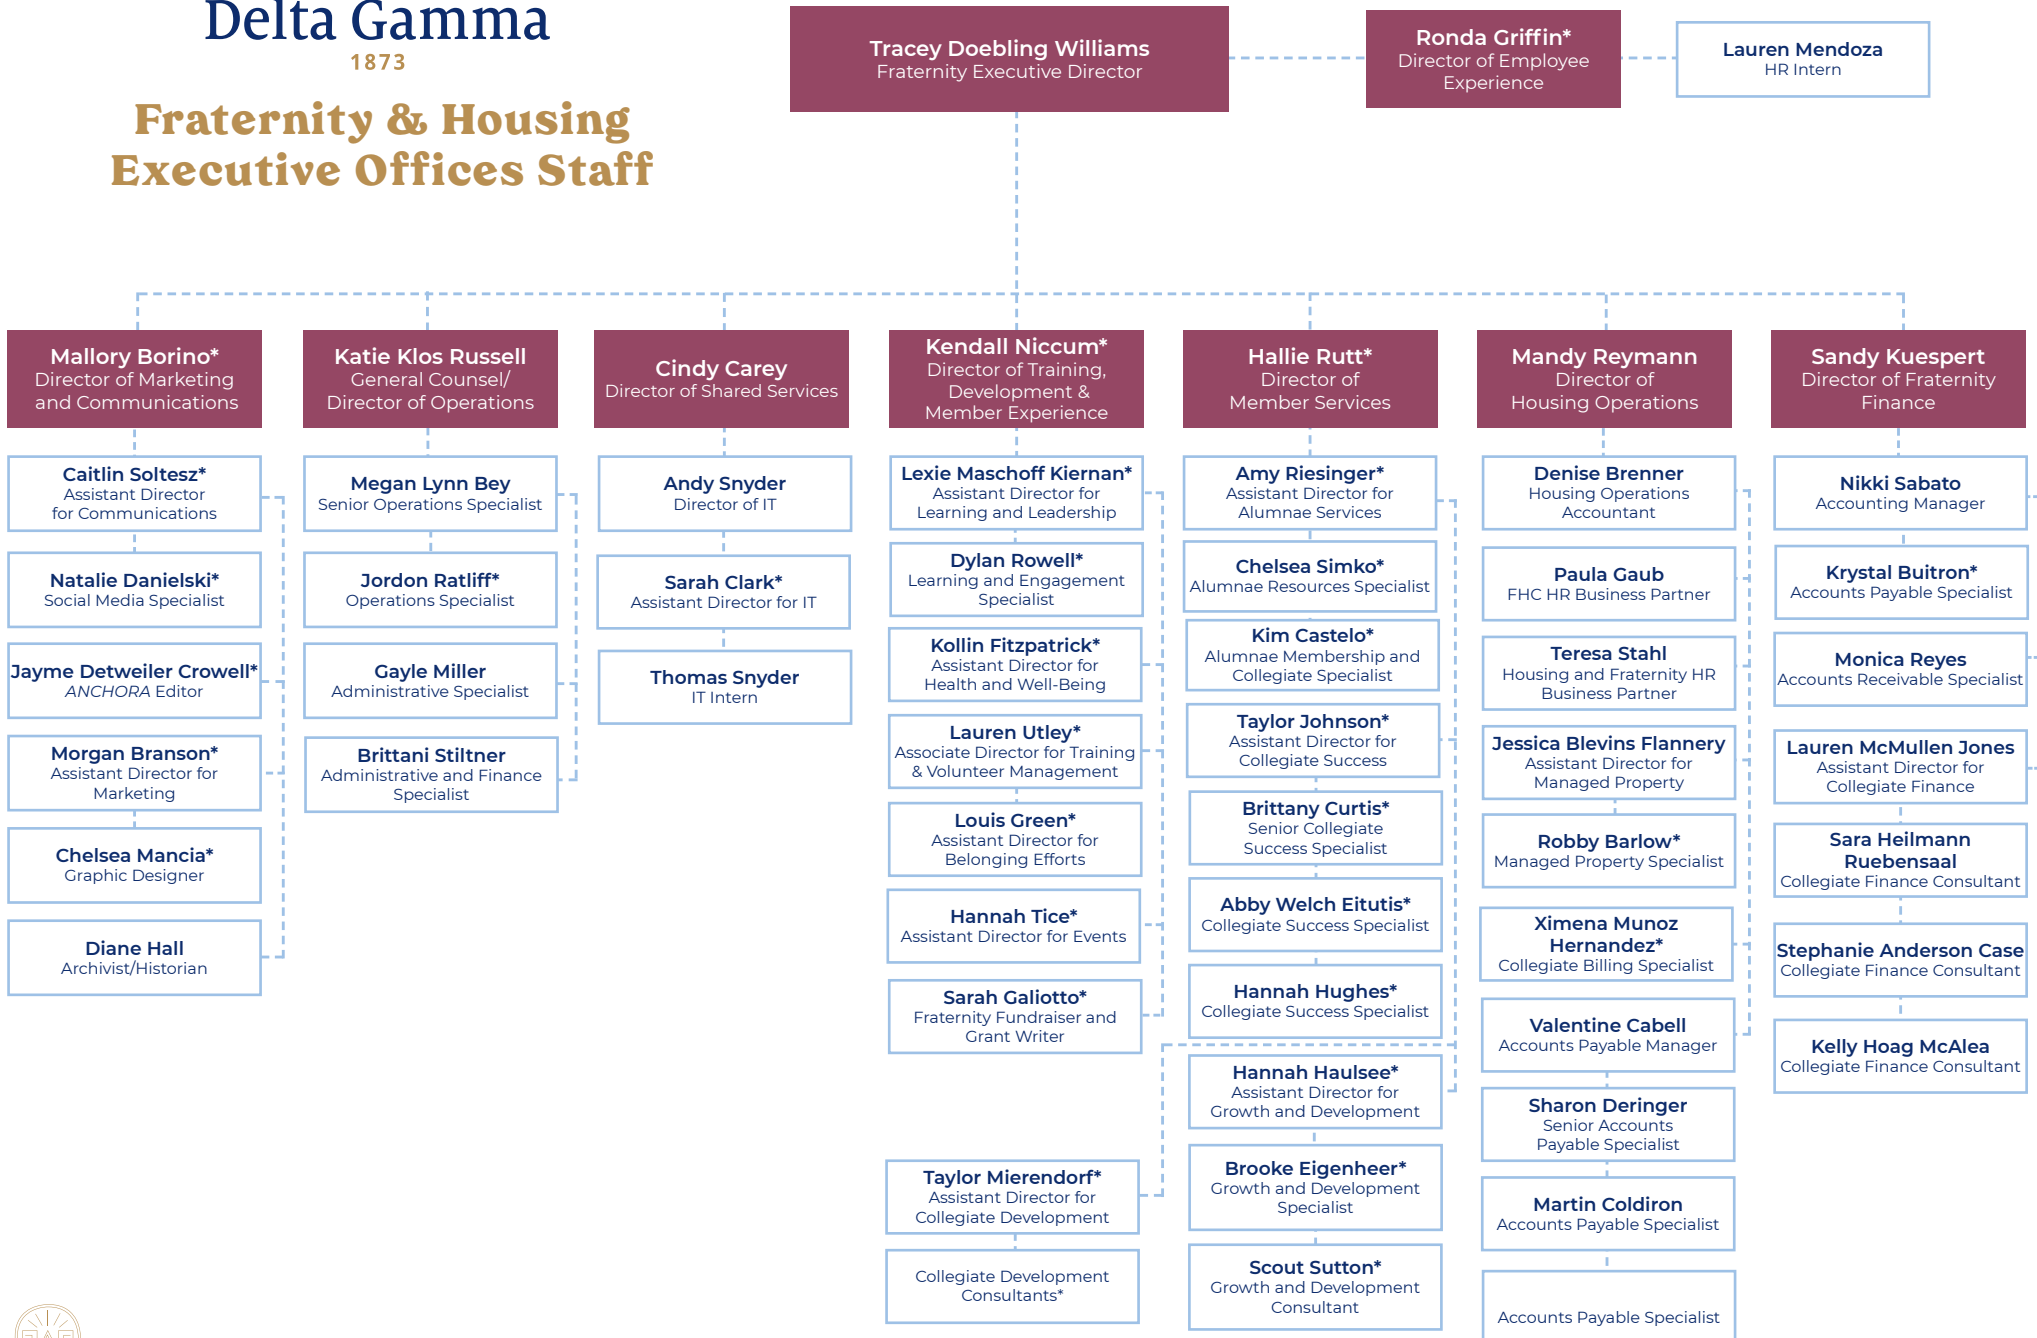 Delta Gamma
1873
Fraternity & Housing
Executive Offices Staff
Tracey Doebling Williams
Fraternity Executive Director
Ronda Griffin*
Director of Employee
Experience
Lauren Mendoza
HR Intern
Mallory Borino*
Director of Marketing
and Communications
Caitlin Soltesz*
Assistant Director
for Communications
Natalie Danielski*
Social Media Specialist
Jayme Detweiler Crowell*
ANCHORA Editor
Morgan Branson*
Assistant Director for
Marketing
Chelsea Mancia*
Graphic Designer
Diane Hall
Archivist/Historian
Katie Klos Russell
General Counsel/
Director of Operations
Megan Lynn Bey
Senior Operations Specialist
Jordon Ratliff*
Operations Specialist
Gayle Miller
Administrative Specialist
Brittani Stiltner
Administrative and Finance
Specialist
Cindy Carey
Director of Shared Services
Andy Snyder
Director of IT
Sarah Clark*
Assistant Director for IT
Thomas Snyder
IT Intern
Kendall Niccum*
Director of Training,
Development &
Member Experience
Lexie Maschoff Kiernan*
Assistant Director for
Learning and Leadership
Dylan Rowell*
Learning and Engagement
Specialist
Kollin Fitzpatrick*
Assistant Director for
Health and Well-Being
Lauren Utley*
Associate Director for Training
& Volunteer Management
Louis Green*
Assistant Director for
Belonging Efforts
Hannah Tice*
Assistant Director for Events
Sarah Galiotto*
Fraternity Fundraiser and
Grant Writer
Taylor Mierendorf*
Assistant Director for
Collegiate Development
Collegiate Development
Consultants*
Hallie Rutt*
Director of
Member Services
Amy Riesinger*
Assistant Director for
Alumnae Services
Chelsea Simko*
Alumnae Resources Specialist
Kim Castelo*
Alumnae Membership and
Collegiate Specialist
Taylor Johnson*
Assistant Director for
Collegiate Success
Brittany Curtis*
Senior Collegiate
Success Specialist
Abby Welch Eitutis*
Collegiate Success Specialist
Hannah Hughes*
Collegiate Success Specialist
Hannah Haulsee*
Assistant Director for
Growth and Development
Brooke Eigenheer*
Growth and Development
Specialist
Scout Sutton*
Growth and Development
Consultant
Mandy Reymann
Director of
Housing Operations
Denise Brenner
Housing Operations
Accountant
Paula Gaub
FHC HR Business Partner
Teresa Stahl
Housing and Fraternity HR
Business Partner
Jessica Blevins Flannery
Assistant Director for
Managed Property
Robby Barlow*
Managed Property Specialist
Ximena Munoz
Hernandez*
Collegiate Billing Specialist
Valentine Cabell
Accounts Payable Manager
Sharon Deringer
Senior Accounts
Payable Specialist
Martin Coldiron
Accounts Payable Specialist
Accounts Payable Specialist
Sandy Kuespert
Director of Fraternity
Finance
Nikki Sabato
Accounting Manager
Krystal Buitron*
Accounts Payable Specialist
Monica Reyes
Accounts Receivable Specialist
Lauren McMullen Jones
Assistant Director for
Collegiate Finance
Sara Heilmann
Ruebensaal
Collegiate Finance Consultant
Stephanie Anderson Case
Collegiate Finance Consultant
Kelly Hoag McAlea
Collegiate Finance Consultant